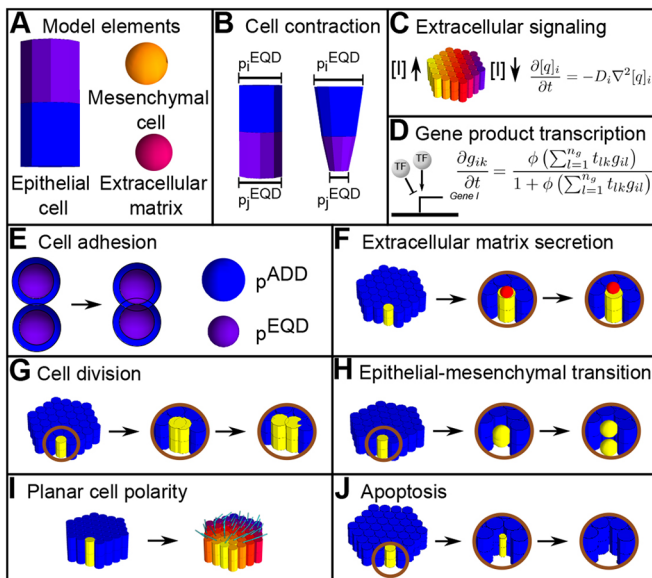 A Model elements
Mesenchymal
cell
Epithelial
cell
Extracellular
matrix
B Cell contraction
p_i^EQD p_i^EQD
p_j^EQD p_j^EQD
C Extracellular signaling
[I] ↑ [I] ↓ ∂[q]_i/∂t = −D_i∇²[q]_i
D Gene product transcription
TF TF
Gene I
∂g_ik/∂t = ϕ(∑_{l=1}^{n_g} t_lk g_il) / 1 + ϕ(∑_{l=1}^{n_g} t_lk g_il)
E Cell adhesion
p^ADD
p^EQD
F Extracellular matrix secretion
G Cell division
H Epithelial-mesenchymal transition
I Planar cell polarity
J Apoptosis